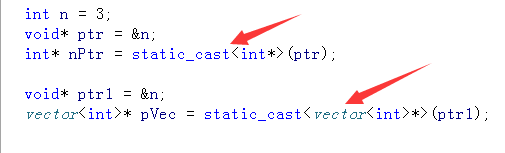 int n = 3;
void* ptr = &n;
int* nPtr = static_cast<int*>(ptr);
void* ptr1 = &n;
vector<int>* pVec = static_cast<vector<int>*>(ptr1);